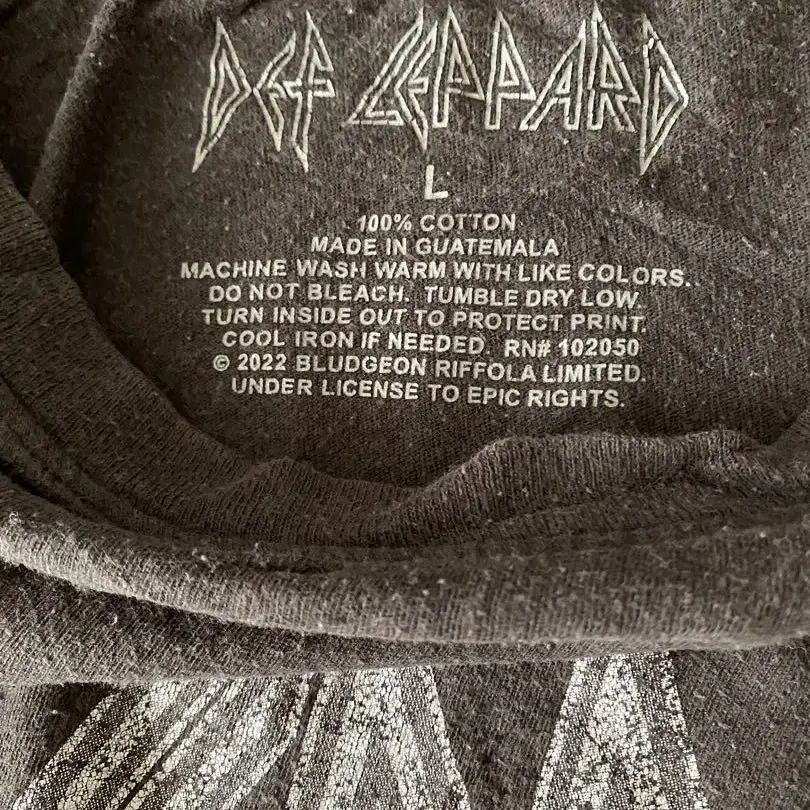 DEF LEPPARD
L
100% COTTON
MADE IN GUATEMALA
MACHINE WASH WARM WITH LIKE COLORS.
DO NOT BLEACH. TUMBLE DRY LOW.
TURN INSIDE OUT TO PROTECT PRINT.
COOL IRON IF NEEDED. RN# 102050
© 2022 BLUDGEON RIFFOLA LIMITED.
UNDER LICENSE TO EPIC RIGHTS.